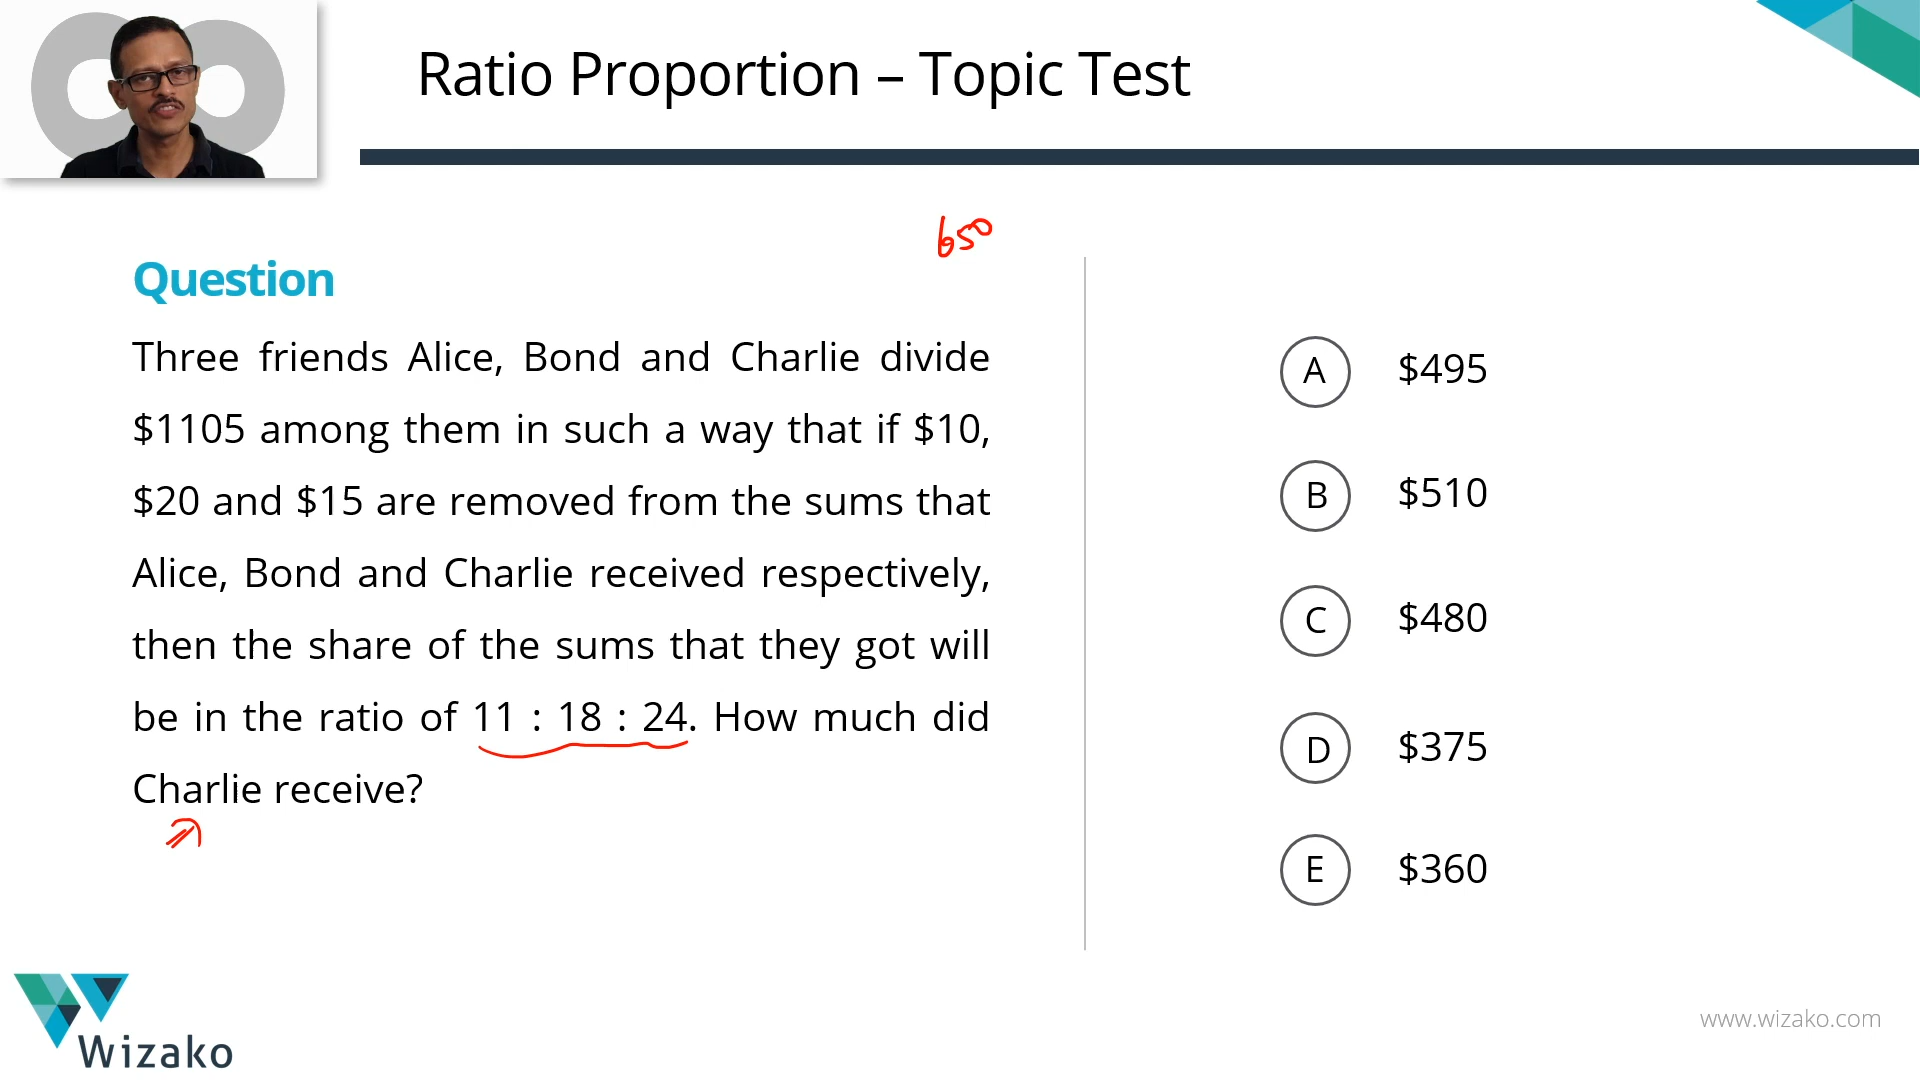 Ratio Proportion – Topic Test
650
Question
Three friends Alice, Bond and Charlie divide
$1105 among them in such a way that if $10,
$20 and $15 are removed from the sums that
Alice, Bond and Charlie received respectively,
then the share of the sums that they got will
be in the ratio of 11 : 18 : 24. How much did
Charlie receive?
A $495
B $510
C $480
D $375
E $360
Wizako
www.wizako.com